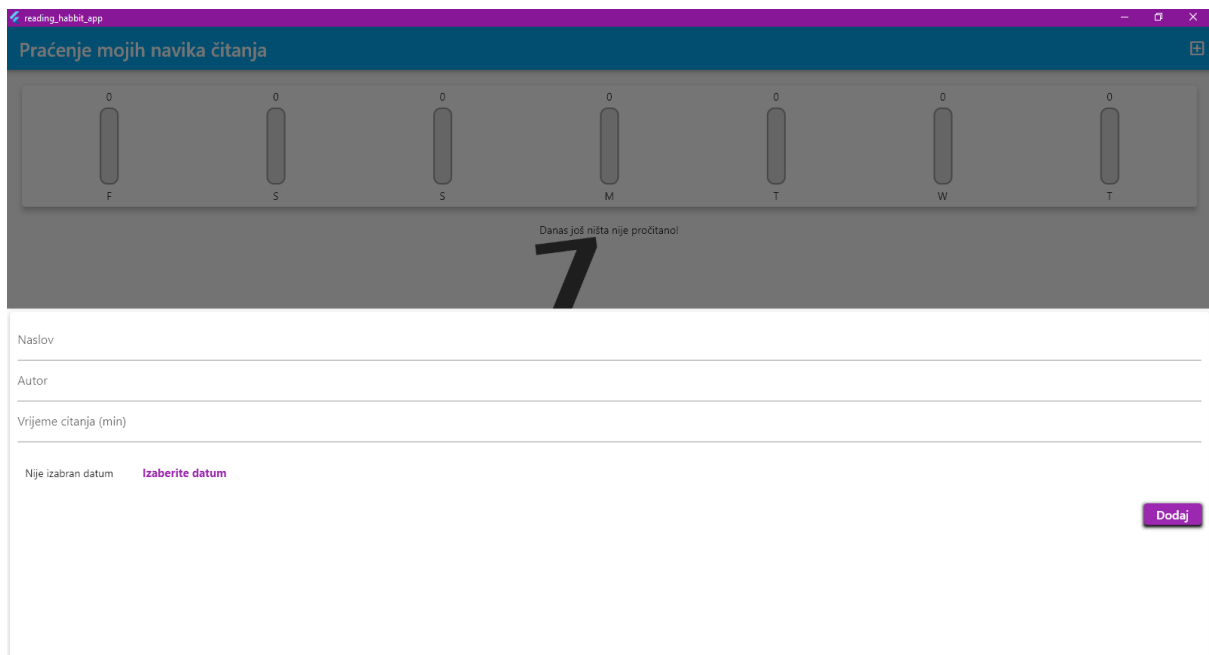 reading_habbit_app
Praćenje mojih navika čitanja
0 0 0 0 0 0 0
F S S M T W T
Danas još ništa nije pročitano!
Naslov
Autor
Vrijeme citanja (min)
Nije izabran datum Izaberite datum
Dodaj